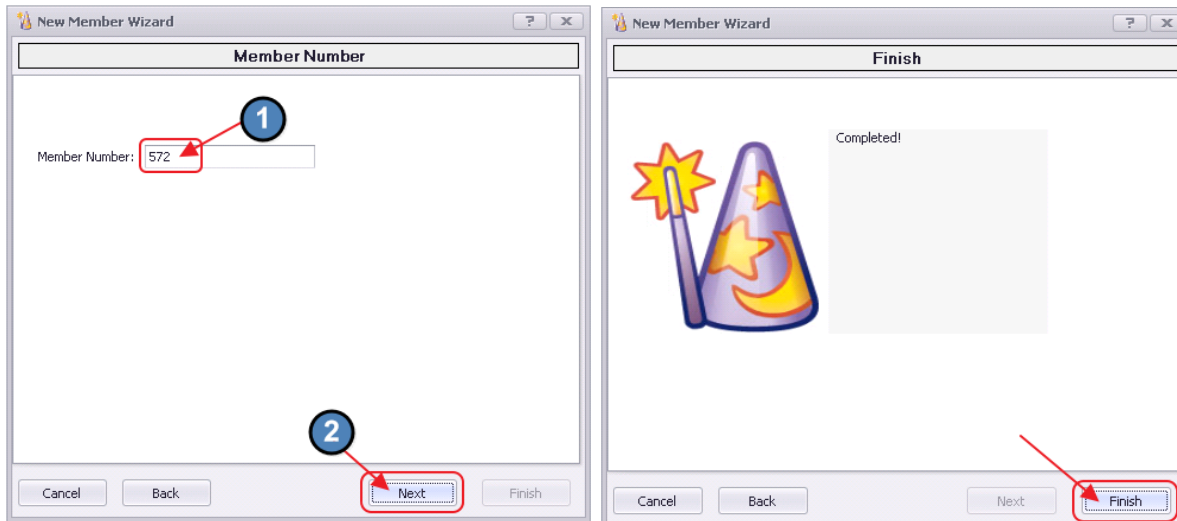 New Member Wizard
Member Number
1
Member Number: 572
2
Cancel Back Next Finish
New Member Wizard
Finish
Completed!
Cancel Back Next Finish